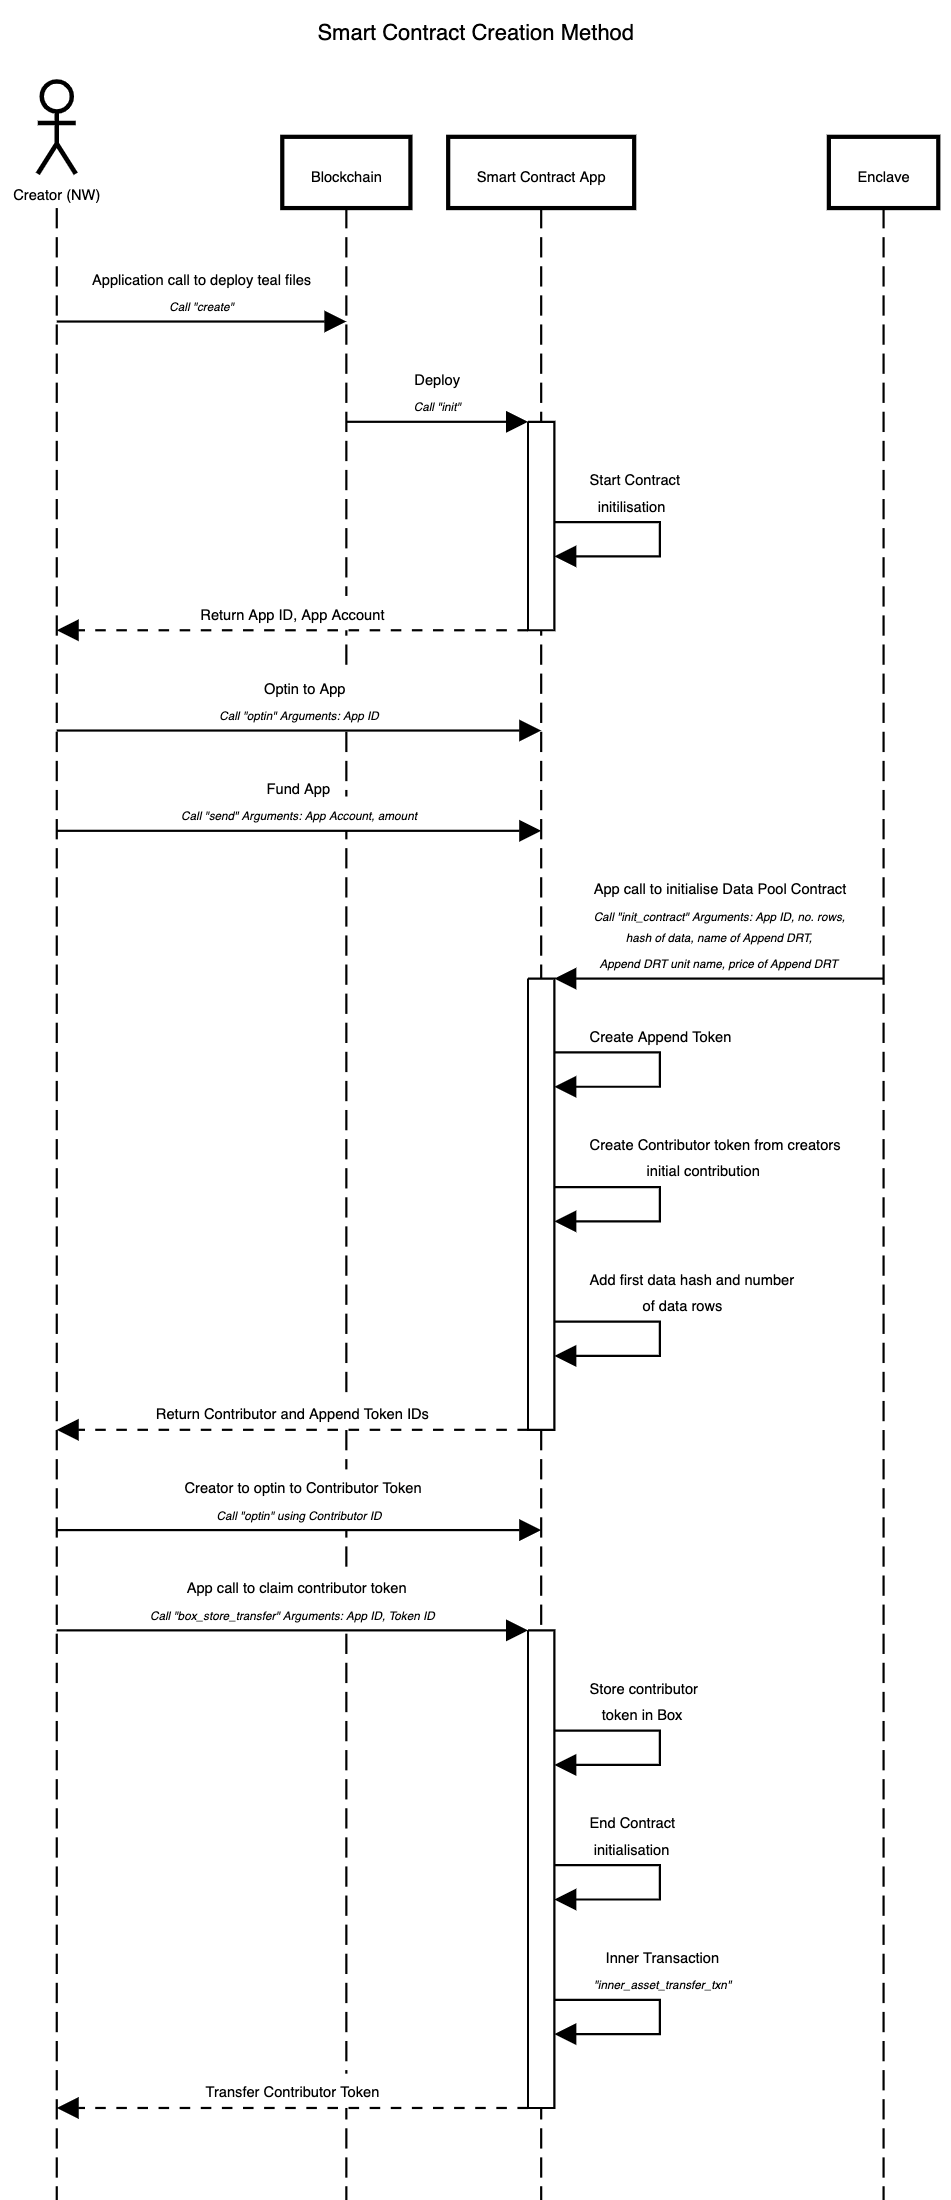 Smart Contract Creation Method
Creator (NW)
Blockchain
Smart Contract App
Enclave
Application call to deploy teal files
Call "create"
Deploy
Call "init"
Start Contract
initilisation
Return App ID, App Account
Optin to App
Call "optin" Arguments: App ID
Fund App
Call "send" Arguments: App Account, amount
App call to initialise Data Pool Contract
Call "init_contract" Arguments: App ID, no. rows,
hash of data, name of Append DRT,
Append DRT unit name, price of Append DRT
Create Append Token
Create Contributor token from creators
initial contribution
Add first data hash and number
of data rows
Return Contributor and Append Token IDs
Creator to optin to Contributor Token
Call "optin" using Contributor ID
App call to claim contributor token
Call "box_store_transfer" Arguments: App ID, Token ID
Store contributor
token in Box
End Contract
initialisation
Inner Transaction
"inner_asset_transfer_txn"
Transfer Contributor Token